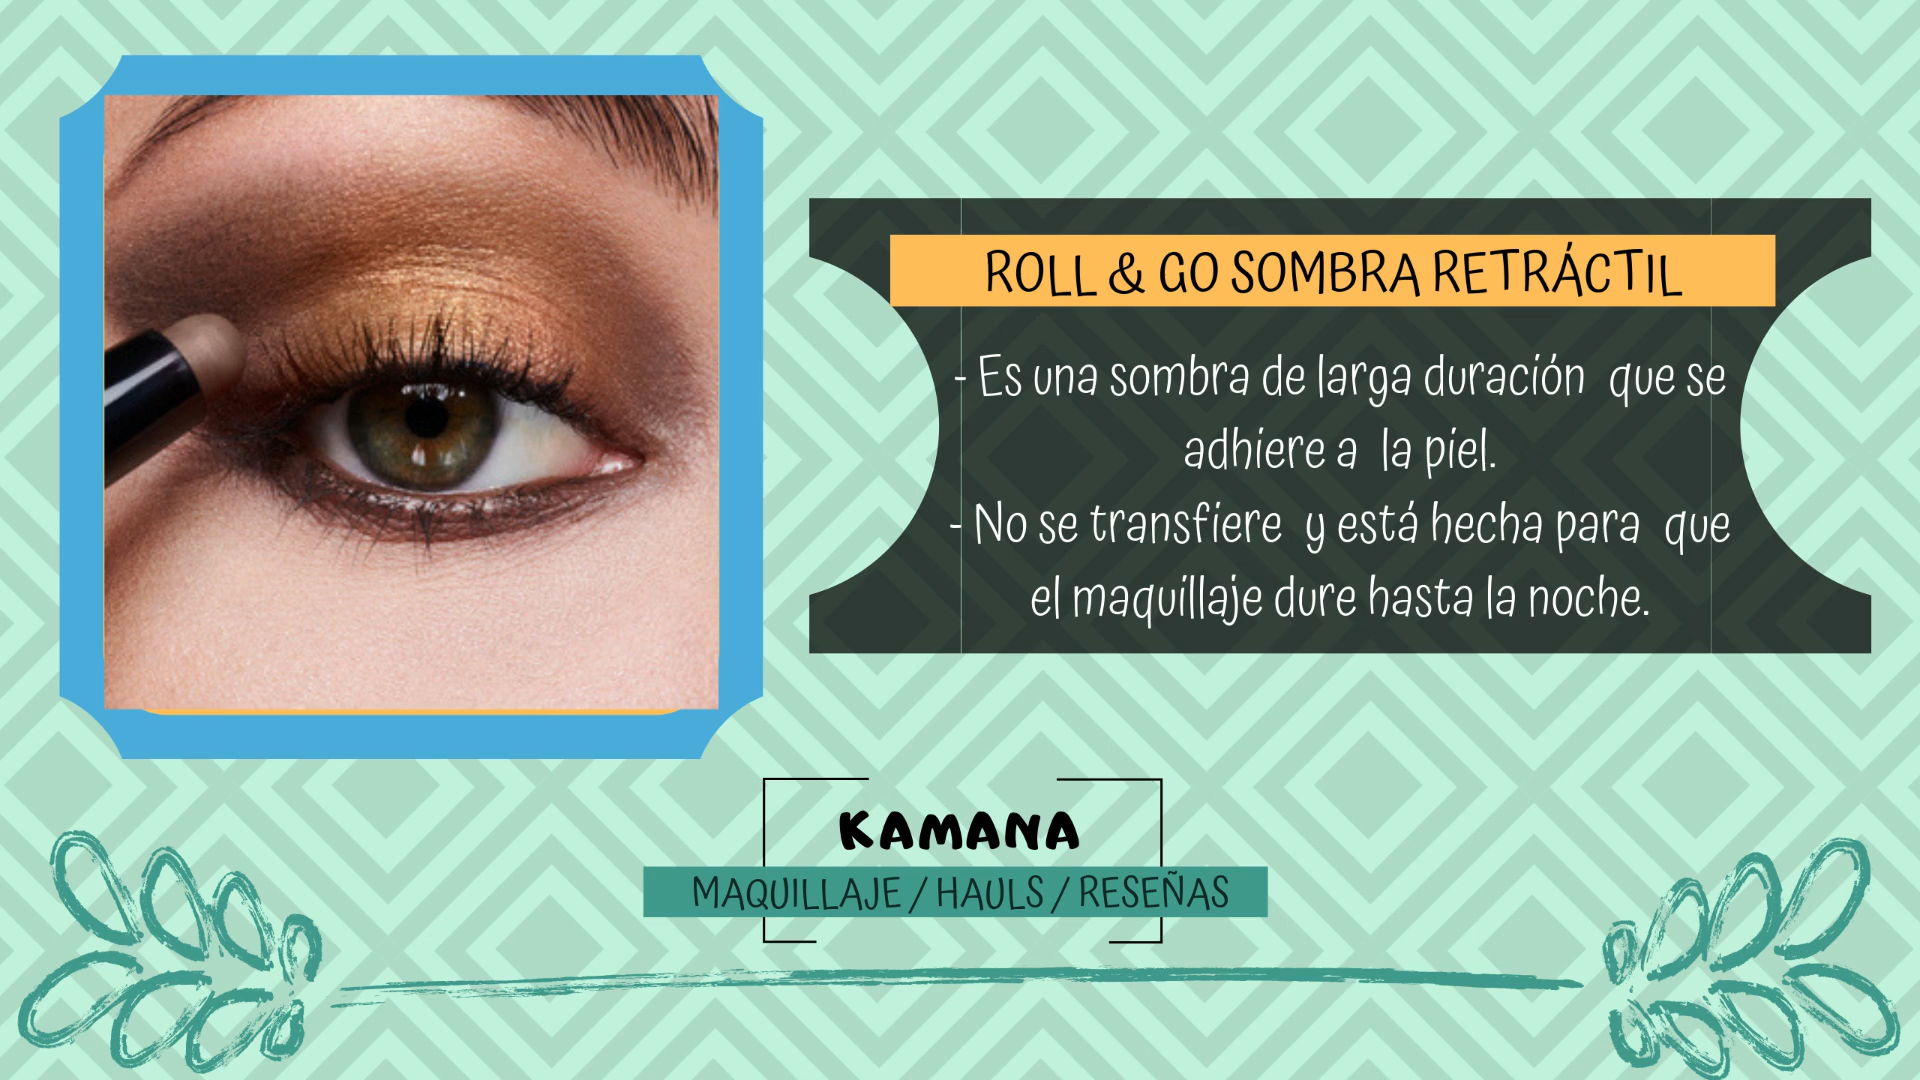 ROLL & GO SOMBRA RETRÁCTIL
- Es una sombra de larga duración que se
adhiere a la piel.
- No se transfiere y está hecha para que
el maquillaje dure hasta la noche.
KAMANA
MAQUILLAJE / HAULS / RESEÑAS